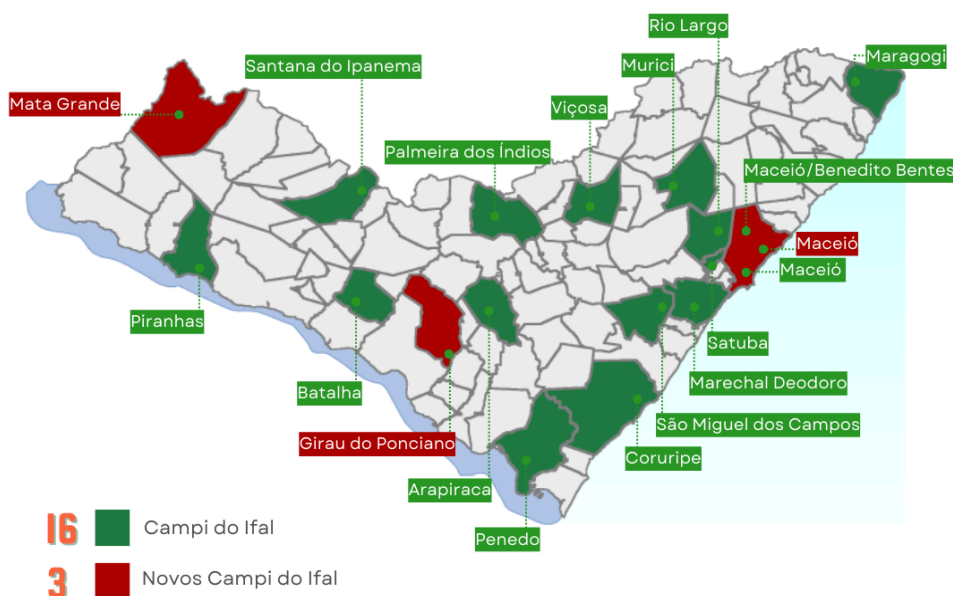 Rio Largo
Maragogi
Santana do Ipanema
Murici
Mata Grande
Viçosa
Palmeira dos Índios
Maceió/Benedito Bentes
Maceió
Maceió
Piranhas
Satuba
Batalha
Marechal Deodoro
São Miguel dos Campos
Girau do Ponciano
Coruripe
Arapiraca
Penedo
16 Campi do Ifal
3 Novos Campi do Ifal